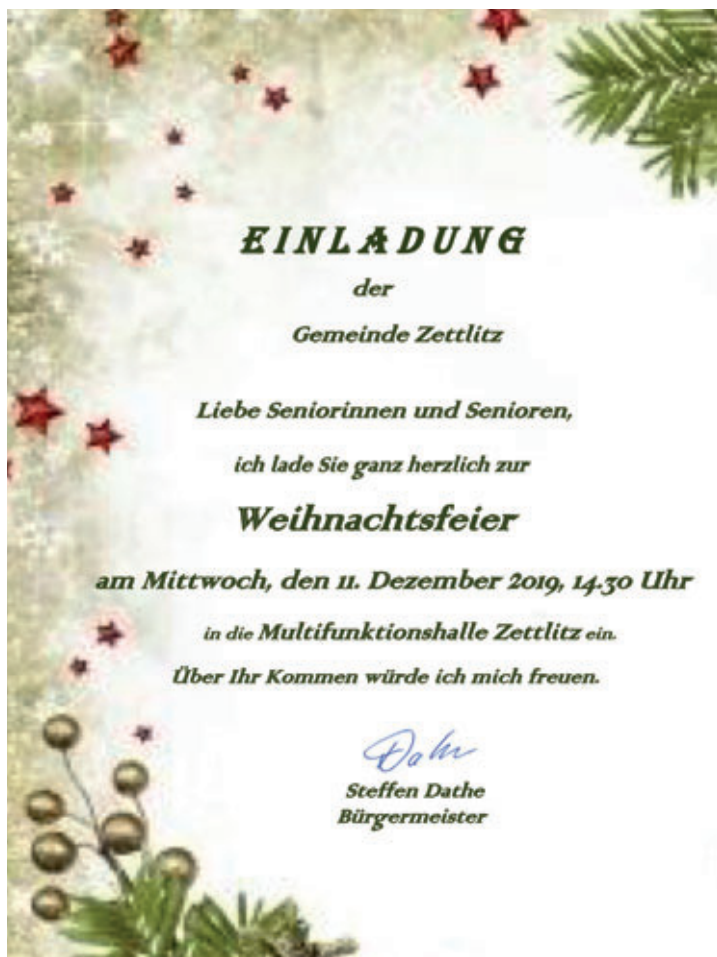 EINLADUNG
der
Gemeinde Zettlitz
Liebe Seniorinnen und Senioren,
ich lade Sie ganz herzlich zur
Weihnachtsfeier
am Mittwoch, den 11. Dezember 2019, 14.30 Uhr
in die Multifunktionshalle Zettlitz ein.
Über Ihr Kommen würde ich mich freuen.
Dathe
Steffen Dathe
Bürgermeister